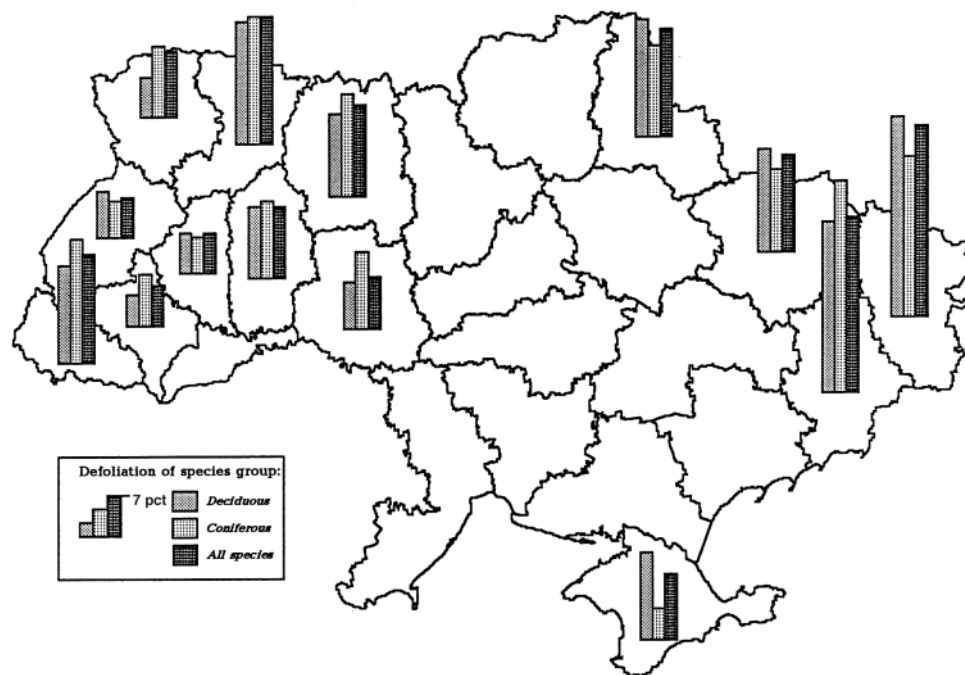 Defoliation of species group:
7 pct
Deciduous
Coniferous
All species